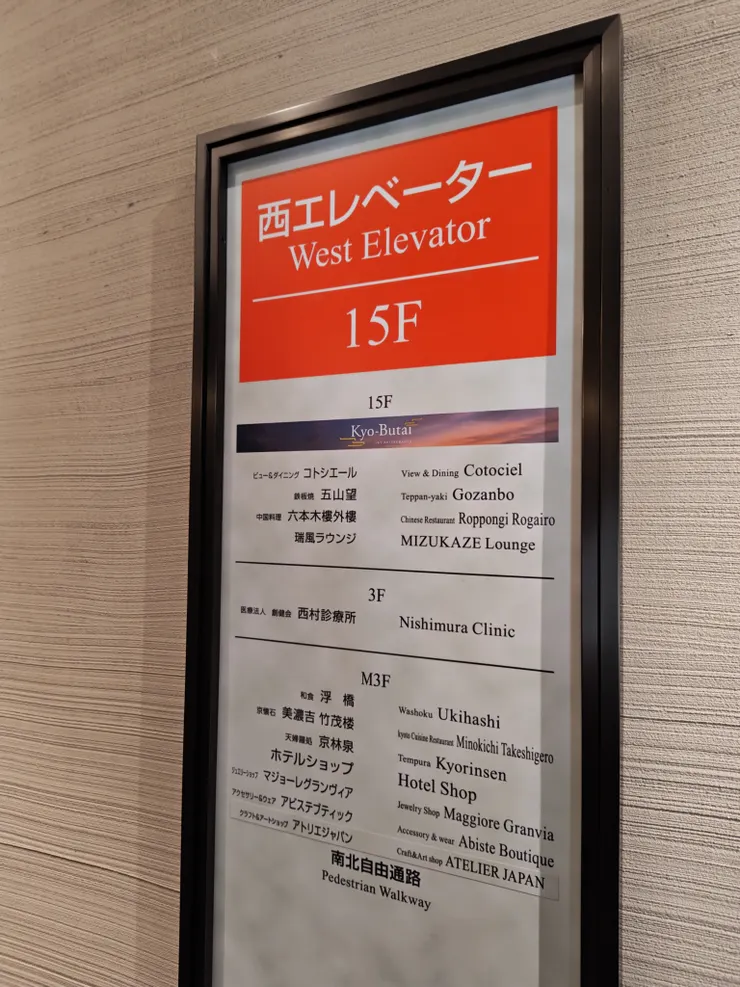 西エレベーター
West Elevator
15F
15F
Kyo-Butai
ビュー&ダイニング コトシエール View & Dining Cotociel
鉄板焼 五山望 Teppan-yaki Gozanbo
中国料理 六本木樓外樓 Chinese Restaurant Roppongi Rogairo
瑞風ラウンジ MIZUKAZE Lounge
3F
医療法人 創健会 西村診療所 Nishimura Clinic
M3F
和食 浮橋 Washoku Ukihashi
京懐石 美濃吉 竹茂楼 kyoto Cuisine Restaurant Minokichi Takeshigero
天婦羅処 京林泉 Tempura Kyorinsen
ホテルショップ Hotel Shop
ジュエリーショップ マジョーレグランヴィア Jewelry Shop Maggiore Granvia
アクセサリー&ウェア アビステブティック Accessory & wear Abiste Boutique
クラフト&アートショップ アトリエジャパン Craft&Art shop ATELIER JAPAN
南北自由通路
Pedestrian Walkway